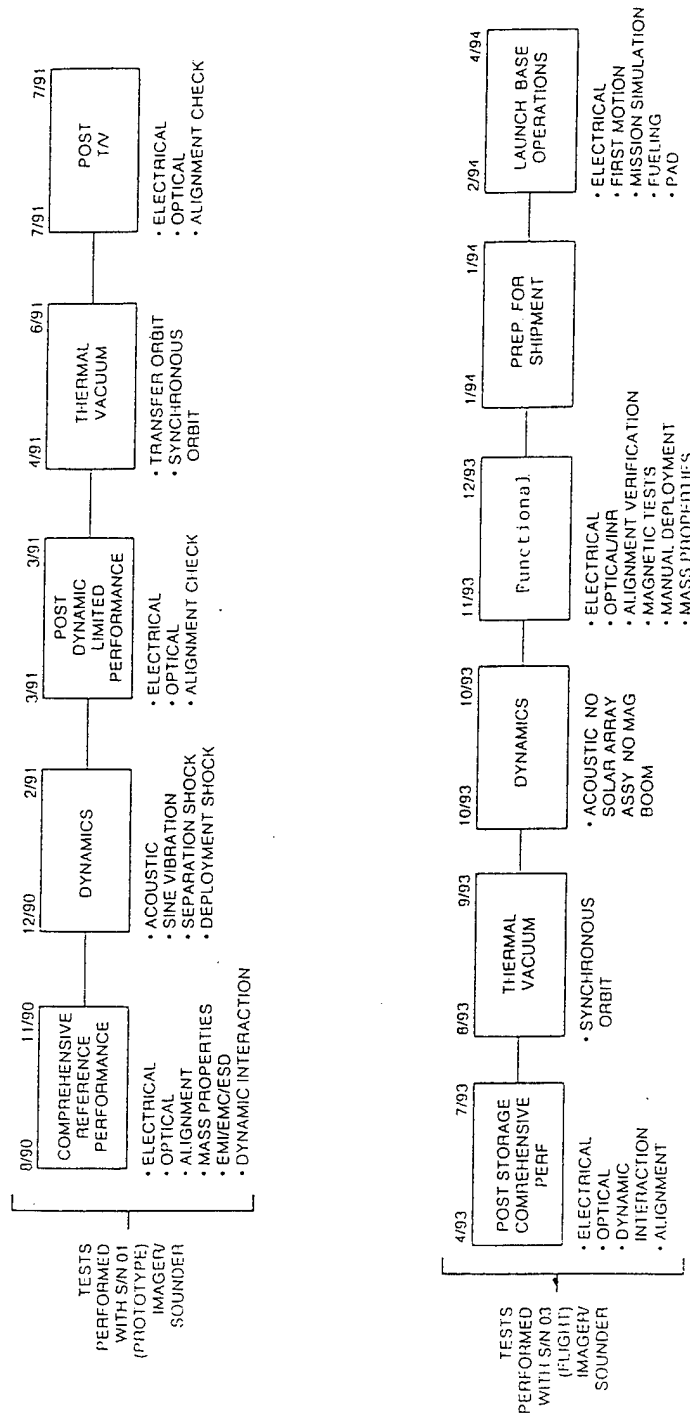 TESTS
PERFORMED
WITH S/N 01
(PROTOTYPE)
IMAGER/
SOUNDER
8/90 11/90
COMPREHENSIVE
REFERENCE
PERFORMANCE
• ELECTRICAL
• OPTICAL
• ALIGNMENT
• MASS PROPERTIES
• EMI/EMC/ESD
• DYNAMIC INTERACTION
12/90 2/91
DYNAMICS
• ACOUSTIC
• SINE VIBRATION
• SEPARATION SHOCK
• DEPLOYMENT SHOCK
3/91 3/91
POST
DYNAMIC
LIMITED
PERFORMANCE
• ELECTRICAL
• OPTICAL
• ALIGNMENT CHECK
4/91 6/91
THERMAL
VACUUM
• TRANSFER ORBIT
• SYNCHRONOUS
ORBIT
7/91 7/91
POST
T/V
• ELECTRICAL
• OPTICAL
• ALIGNMENT CHECK
TESTS
PERFORMED
WITH S/N 03
(FLIGHT)
IMAGER/
SOUNDER
4/93 7/93
POST STORAGE
COMPREHENSIVE
PERF
• ELECTRICAL
• OPTICAL
• DYNAMIC
INTERACTION
• ALIGNMENT
8/93 9/93
THERMAL
VACUUM
• SYNCHRONOUS
ORBIT
10/93 10/93
DYNAMICS
• ACOUSTIC NO
SOLAR ARRAY
ASSY NO MAG
BOOM
11/93 12/93
Functional
• ELECTRICAL
• OPTICAL/INR
• ALIGNMENT VERIFICATION
• MAGNETIC TESTS
• MANUAL DEPLOYMENT
• MASS PROPERTIES
1/94 1/94
PREP. FOR
SHIPMENT
2/94 4/94
LAUNCH BASE
OPERATIONS
• ELECTRICAL
• FIRST MOTION
• MISSION SIMULATION
• FUELING
• PAD